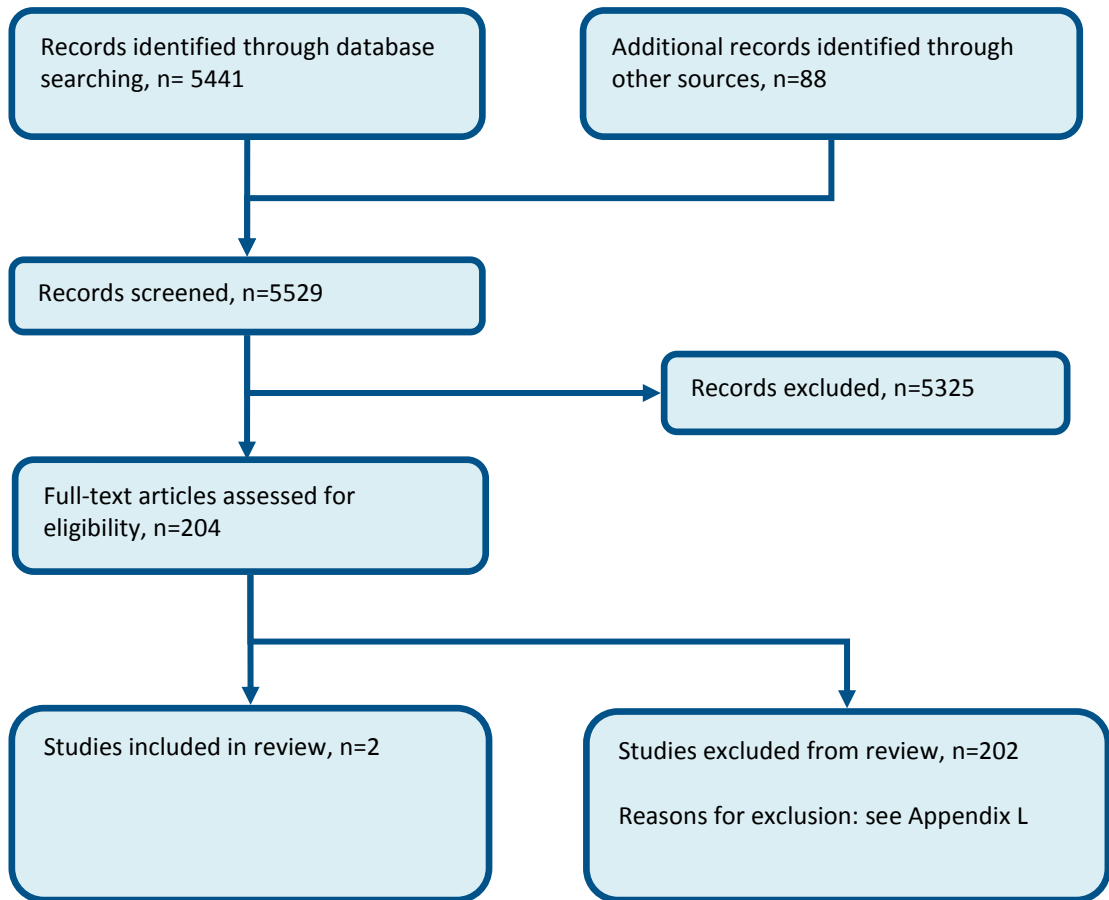 Records identified through database
searching, n= 5441
Additional records identified through
other sources, n=88
Records screened, n=5529
Records excluded, n=5325
Full-text articles assessed for
eligibility, n=204
Studies included in review, n=2
Studies excluded from review, n=202
Reasons for exclusion: see Appendix L